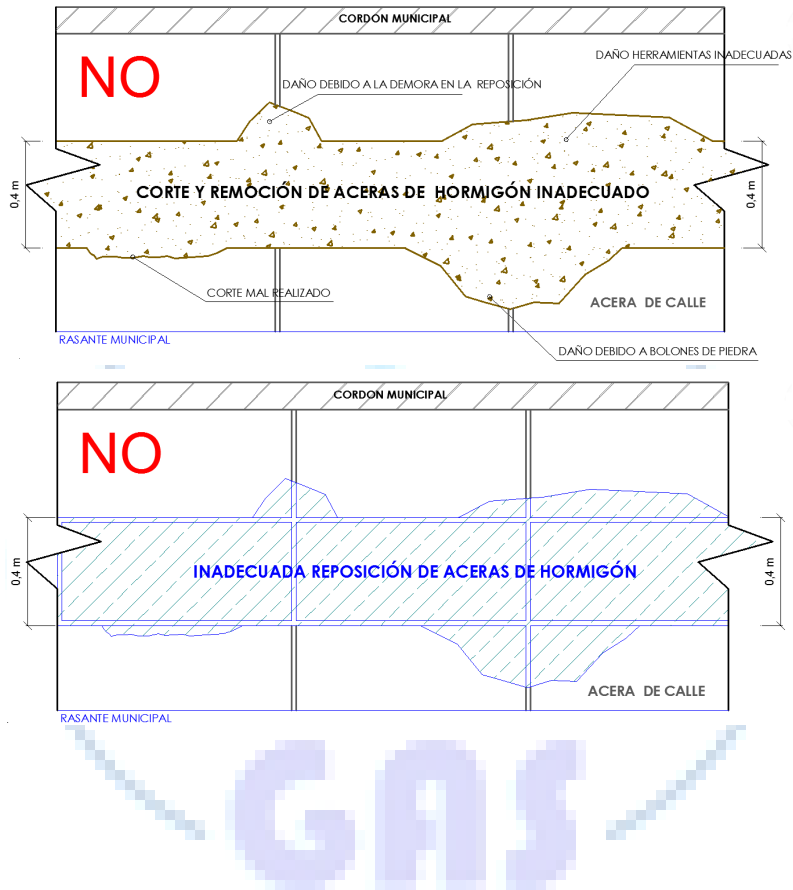 CORDÓN MUNICIPAL
NO
DAÑO HERRAMIENTAS INADECUADAS
DAÑO DEBIDO A LA DEMORA EN LA REPOSICIÓN
0,4 m
CORTE Y REMOCIÓN DE ACERAS DE HORMIGÓN INADECUADO
0,4 m
CORTE MAL REALIZADO
ACERA DE CALLE
RASANTE MUNICIPAL
DAÑO DEBIDO A BOLONES DE PIEDRA
CORDON MUNICIPAL
NO
0,4 m
INADECUADA REPOSICIÓN DE ACERAS DE HORMIGÓN
0,4 m
ACERA DE CALLE
RASANTE MUNICIPAL
GAS